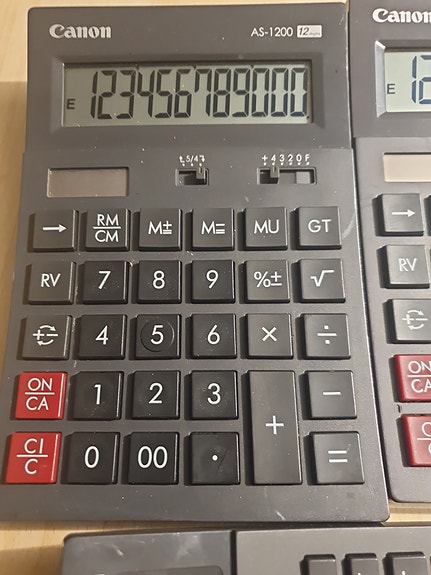 Canon AS-1200 12 digits
E 123456789000
↑ 5/4 ↓ + 4 3 2 0 F
→ RM/CM M± M= MU GT
RV 7 8 9 %± √
4 5 6 × ÷
ON/CA 1 2 3 + −
CI/C 0 00 · =
Canon
E 12
→
RV
ON
CA
C
Canon